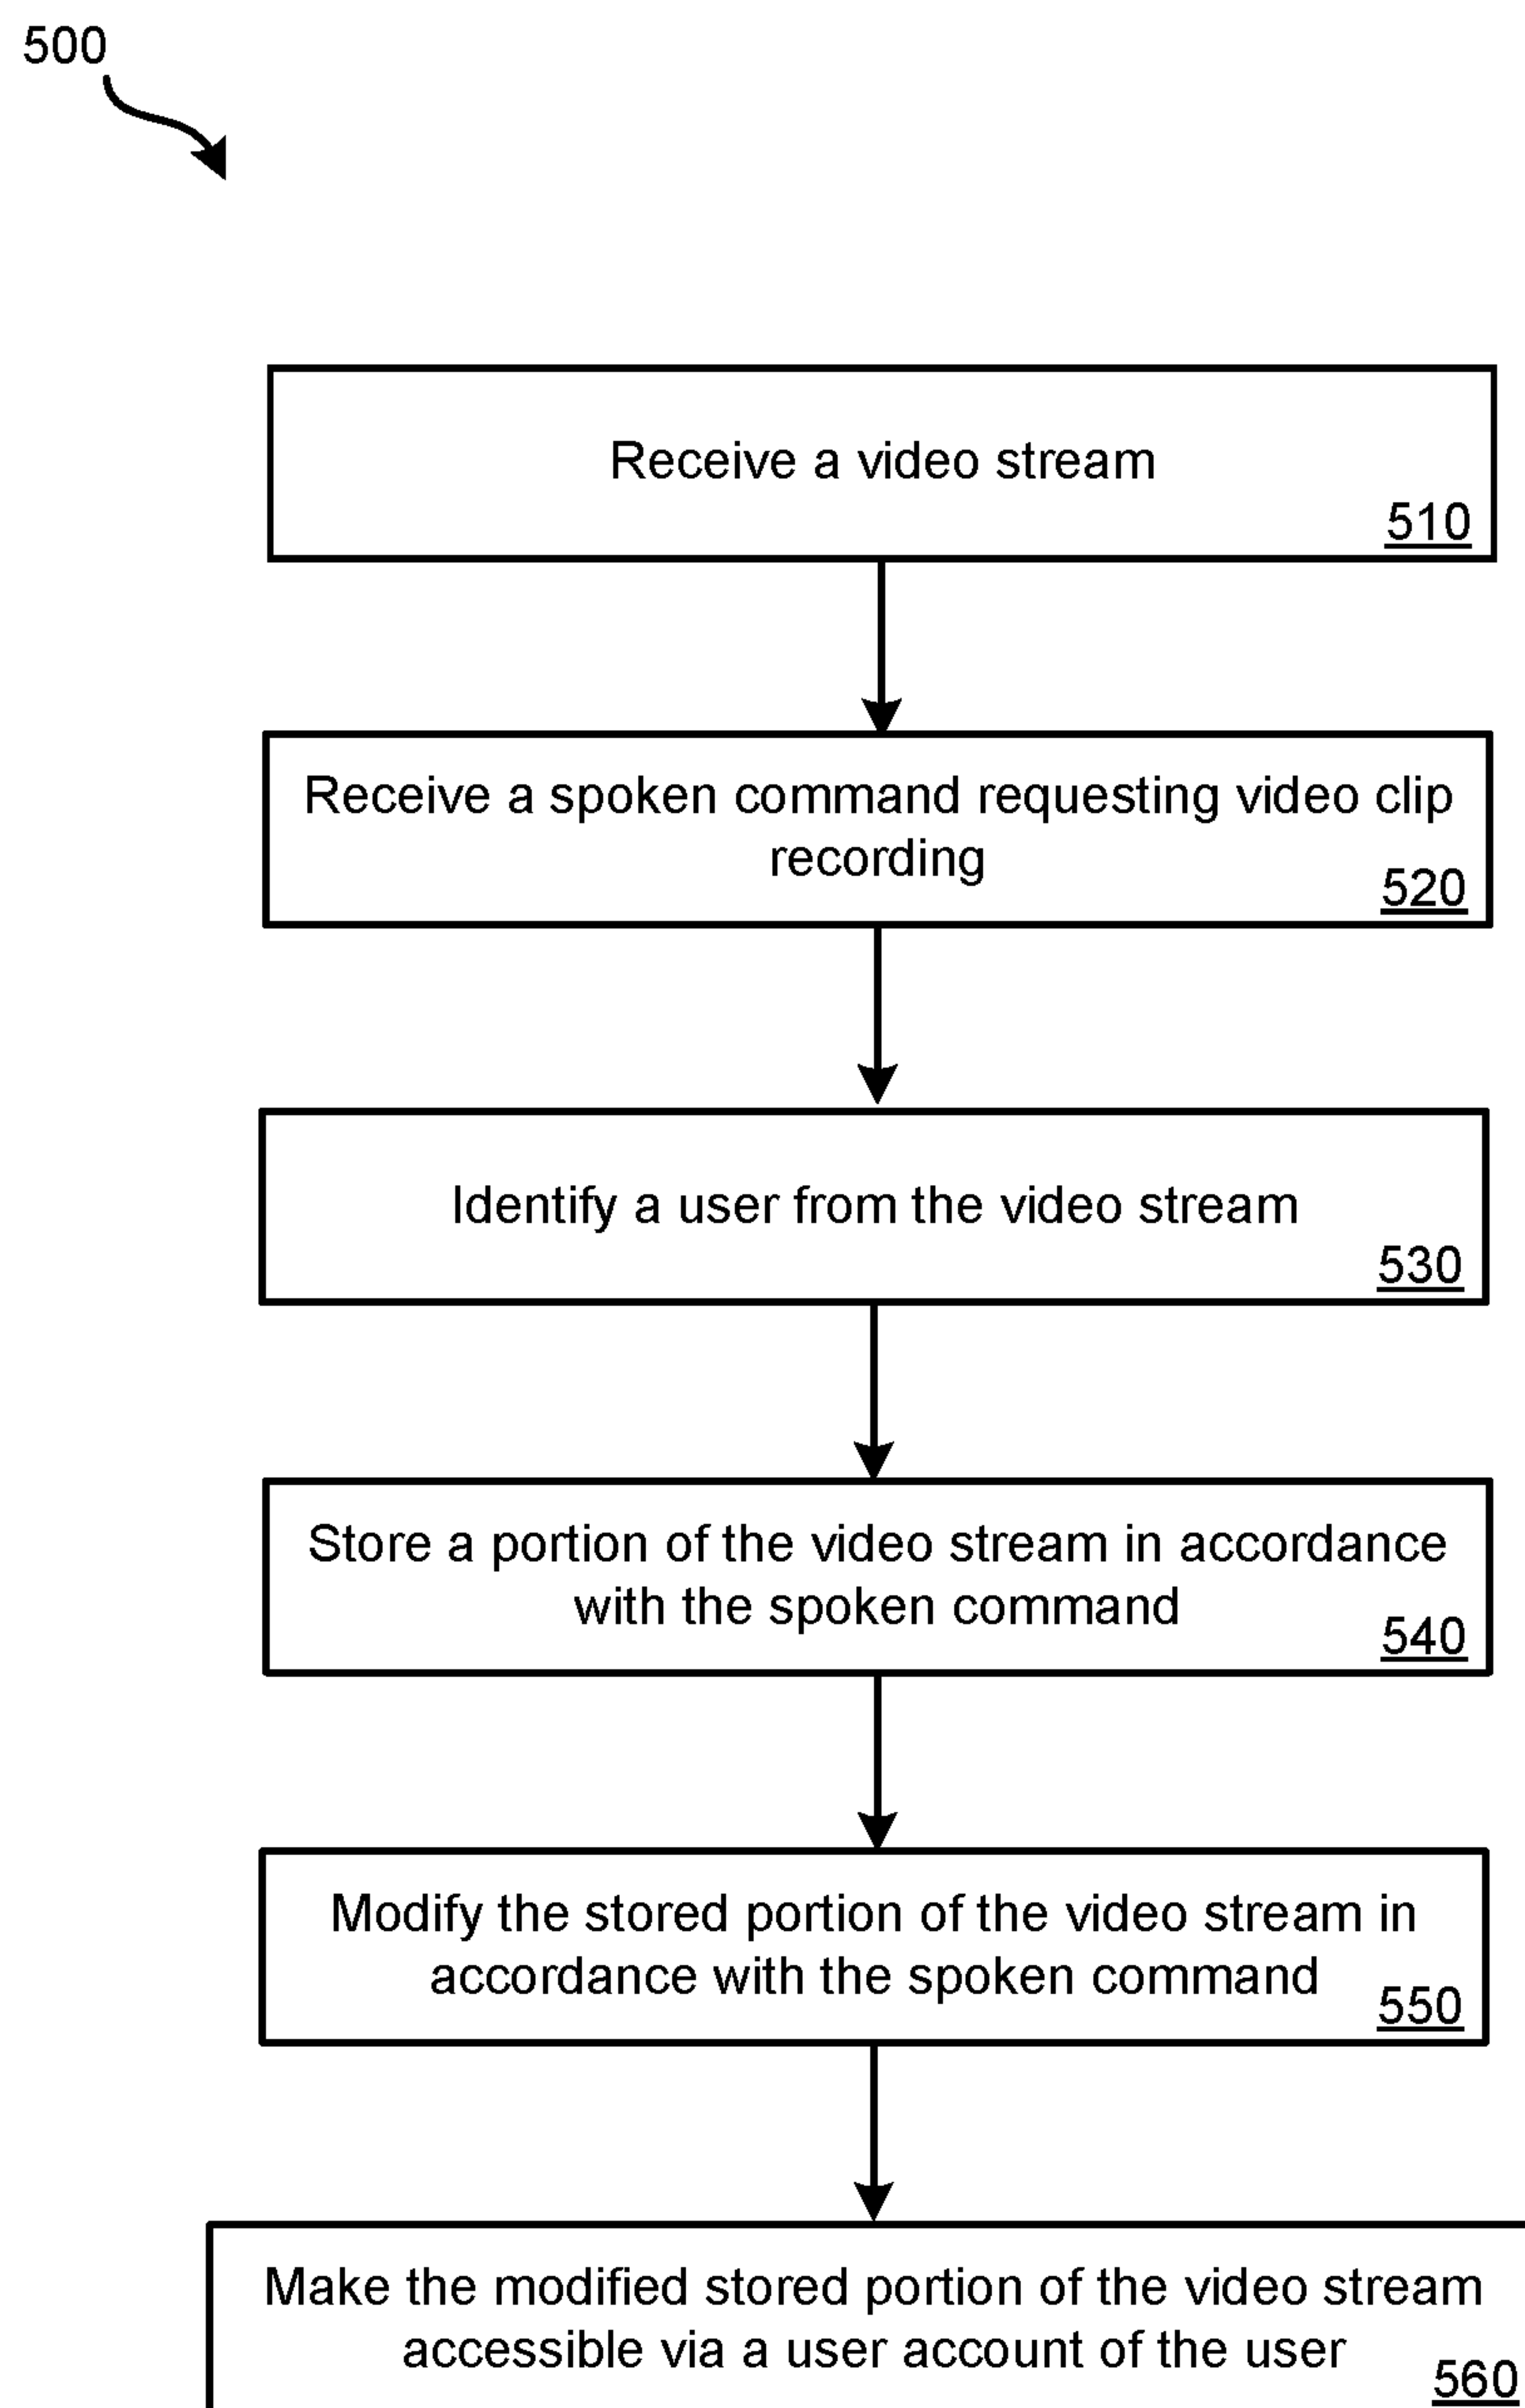 500
Receive a video stream
510
Receive a spoken command requesting video clip
recording
520
Identify a user from the video stream
530
Store a portion of the video stream in accordance
with the spoken command
540
Modify the stored portion of the video stream in
accordance with the spoken command
550
Make the modified stored portion of the video stream
accessible via a user account of the user
560